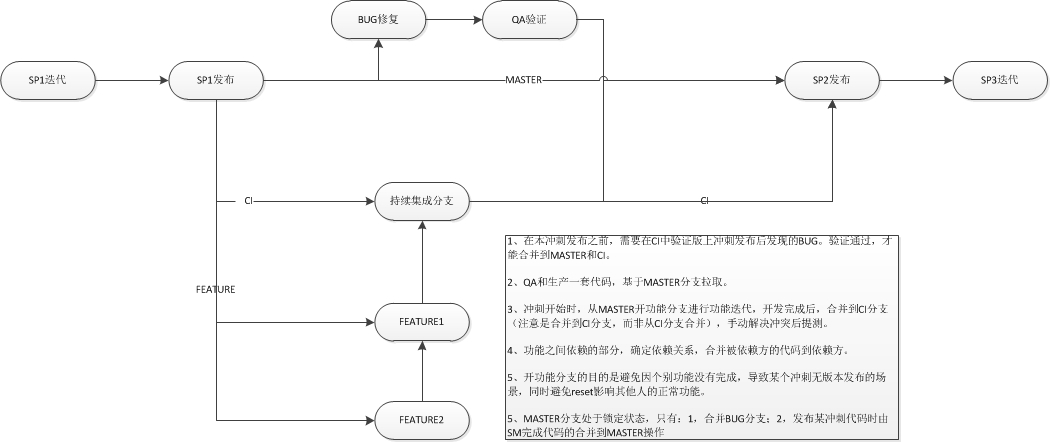 BUG修复
QA验证
SP1迭代
SP1发布
MASTER
SP2发布
SP3迭代
CI
持续集成分支
CI
FEATURE
FEATURE1
FEATURE2
1、在本冲刺发布之前，需要在CI中验证版上冲刺发布后发现的BUG。验证通过，才
能合并到MASTER和CI。
2、QA和生产一套代码，基于MASTER分支拉取。
3、冲刺开始时，从MASTER开功能分支进行功能迭代，开发完成后，合并到CI分支
（注意是合并到CI分支，而非从CI分支合并），手动解决冲突后提测。
4、功能之间依赖的部分，确定依赖关系，合并被依赖方的代码到依赖方。
5、开功能分支的目的是避免因个别功能没有完成，导致某个冲刺无版本发布的场
景，同时避免reset影响其他人的正常功能。
5、MASTER分支处于锁定状态，只有：1，合并BUG分支；2，发布某冲刺代码时由
SM完成代码的合并到MASTER操作